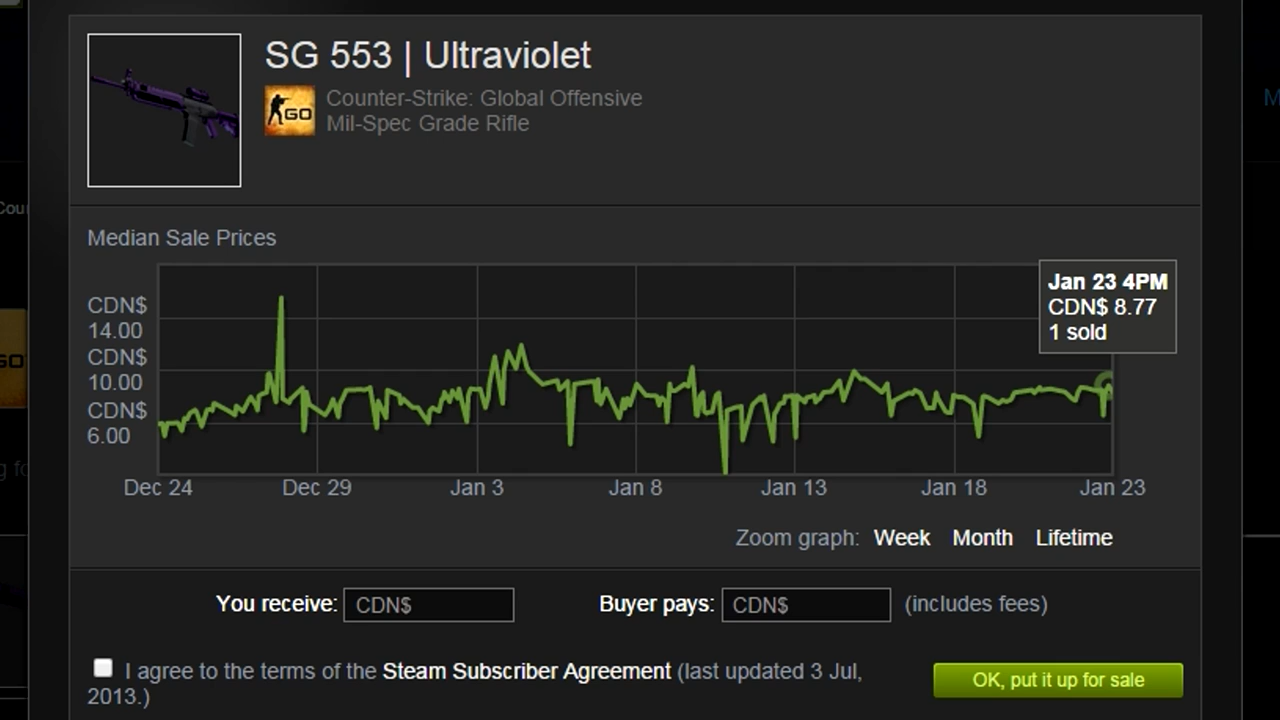 SG 553 | Ultraviolet
GO
Counter-Strike: Global Offensive
Mil-Spec Grade Rifle
Median Sale Prices
CDN$
14.00
CDN$
10.00
CDN$
6.00
Jan 23 4PM
CDN$ 8.77
1 sold
Dec 24 Dec 29 Jan 3 Jan 8 Jan 13 Jan 18 Jan 23
Zoom graph: Week Month Lifetime
You receive: CDN$ Buyer pays: CDN$ (includes fees)
I agree to the terms of the Steam Subscriber Agreement (last updated 3 Jul,
2013.)
OK, put it up for sale